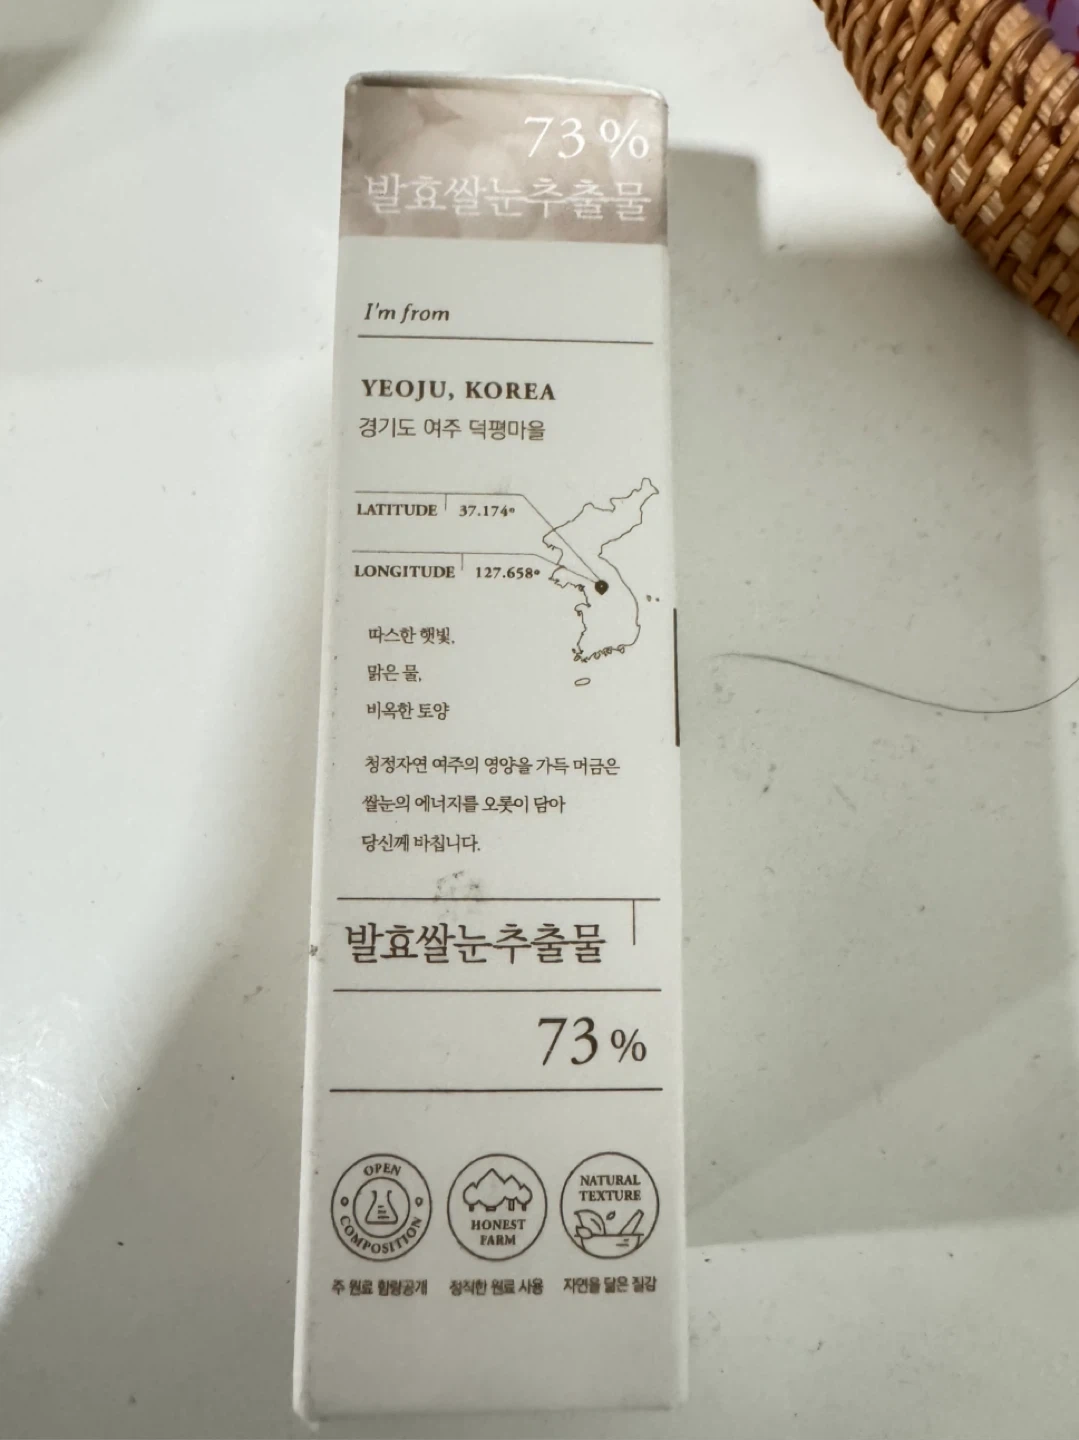 73%
발효쌀눈추출물
I'm from
YEOJU, KOREA
경기도 여주 덕평마을
LATITUDE 37.174°
LONGITUDE 127.658°
따스한 햇빛,
맑은 물,
비옥한 토양
청정자연 여주의 영양을 가득 머금은
쌀눈의 에너지를 오롯이 담아
당신께 바칩니다.
발효쌀눈추출물
73%
OPEN COMPOSITION
HONEST
FARM
NATURAL
TEXTURE
주 원료 함량공개 정직한 원료 사용 자연을 닮은 질감